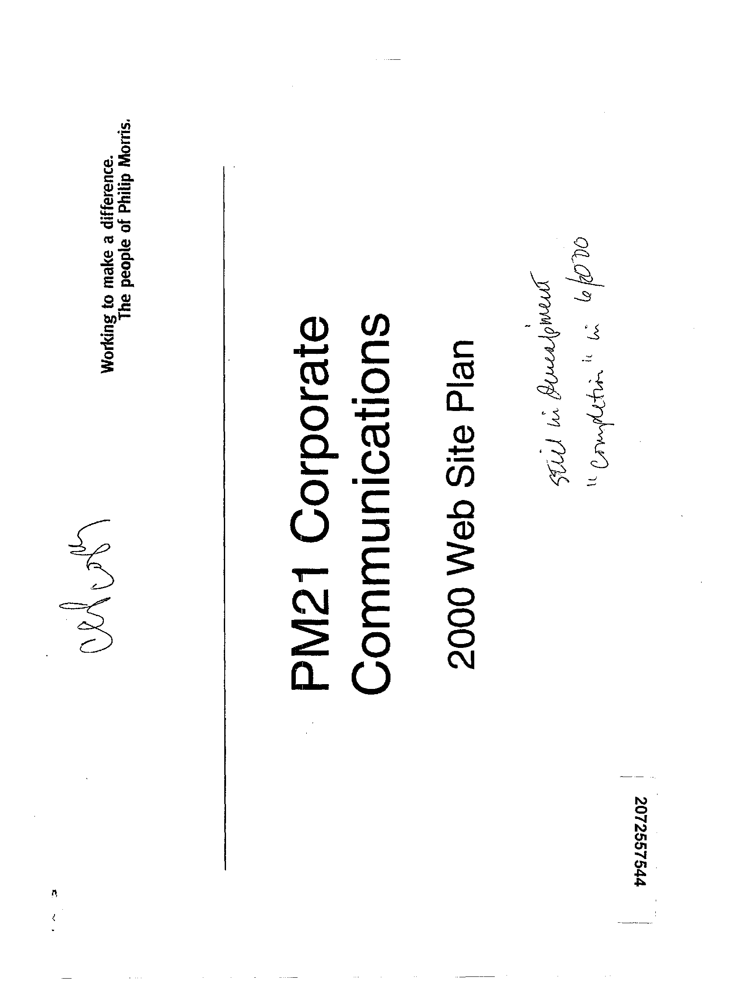 Working to make a difference.
The people of Philip Morris.
PM21 Corporate
Communications
2000 Web Site Plan
Still in Development
"Completion" in 6/2000
2072557544